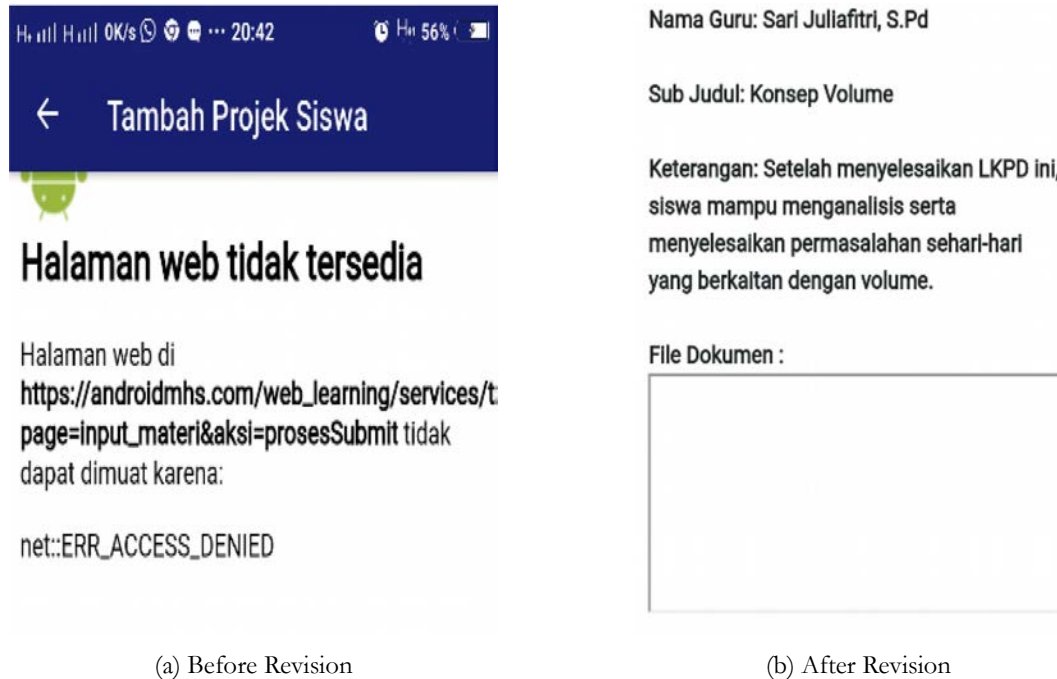 0K/s 20:42 56%
Tambah Projek Siswa
Halaman web tidak tersedia
Halaman web di
https://androidmhs.com/web_learning/services/t
page=input_materi&aksi=prosesSubmit tidak
dapat dimuat karena:
net::ERR_ACCESS_DENIED
(a) Before Revision
Nama Guru: Sari Juliafitri, S.Pd
Sub Judul: Konsep Volume
Keterangan: Setelah menyelesaikan LKPD ini,
siswa mampu menganalisis serta
menyelesaikan permasalahan sehari-hari
yang berkaitan dengan volume.
File Dokumen :
(b) After Revision